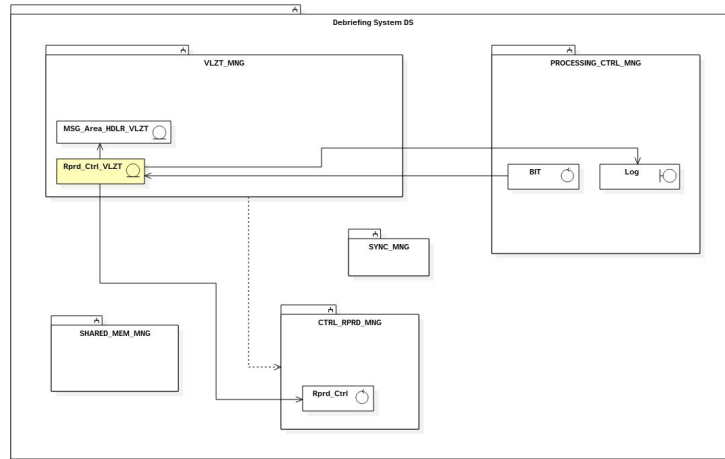 Debriefing System DS
VLZT_MNG
PROCESSING_CTRL_MNG
MSG_Area_HDLR_VLZT
Rprd_Ctrl_VLZT
BIT
Log
SYNC_MNG
CTRL_RPRD_MNG
SHARED_MEM_MNG
Rprd_Ctrl